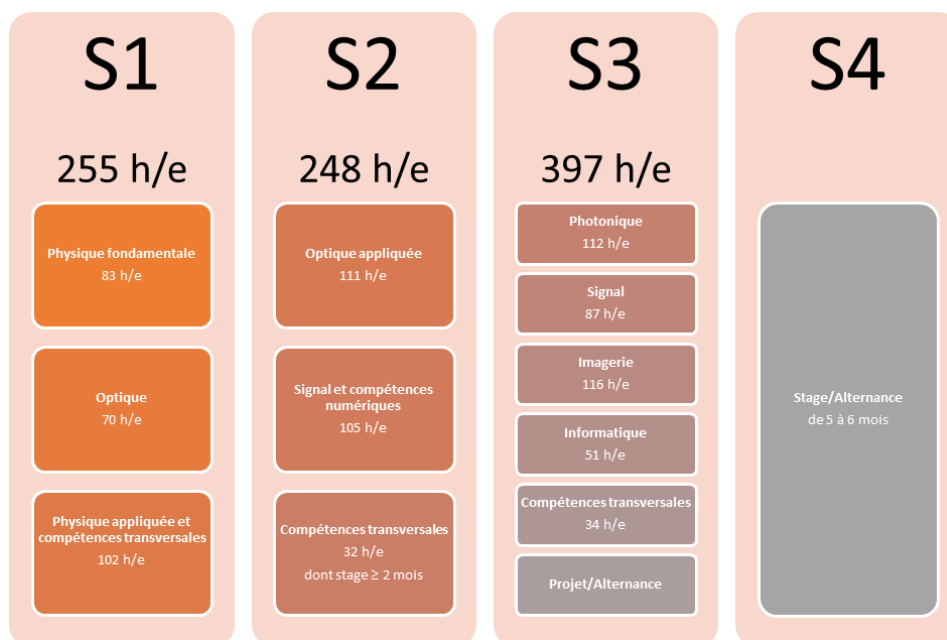 S1
255 h/e
Physique fondamentale
83 h/e
Optique
70 h/e
Physique appliquée et
compétences transversales
102 h/e
S2
248 h/e
Optique appliquée
111 h/e
Signal et compétences
numériques
105 h/e
Compétences transversales
32 h/e
dont stage ≥ 2 mois
S3
397 h/e
Photonique
112 h/e
Signal
87 h/e
Imagerie
116 h/e
Informatique
51 h/e
Compétences transversales
34 h/e
Projet/Alternance
S4
Stage/Alternance
de 5 à 6 mois